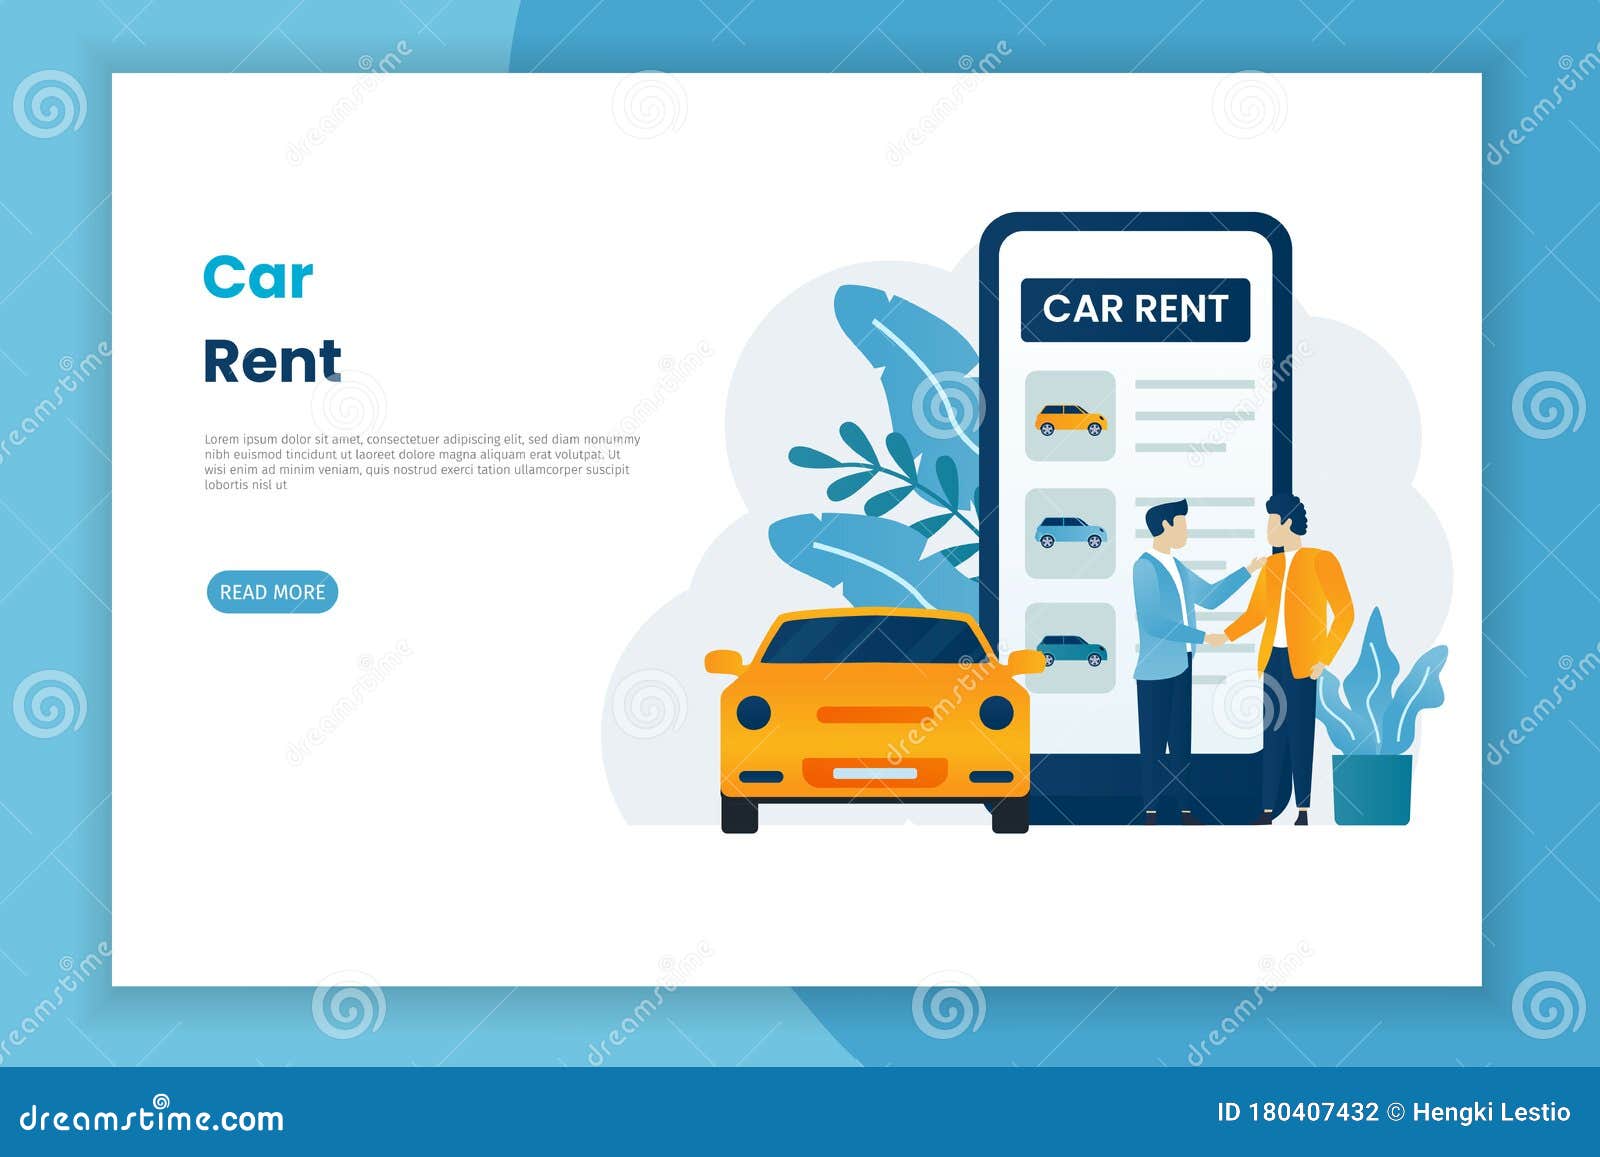 Car
Rent
Lorem ipsum dolor sit amet, consectetuer adipiscing elit, sed diam nonummy
nibh euismod tincidunt ut laoreet dolore magna aliquam erat volutpat. Ut
wisi enim ad minim veniam, quis nostrud exerci tation ullamcorper suscipit
lobortis nisl ut
READ MORE
CAR RENT
dreamstime.com
ID 180407432 © Hengki Lestio